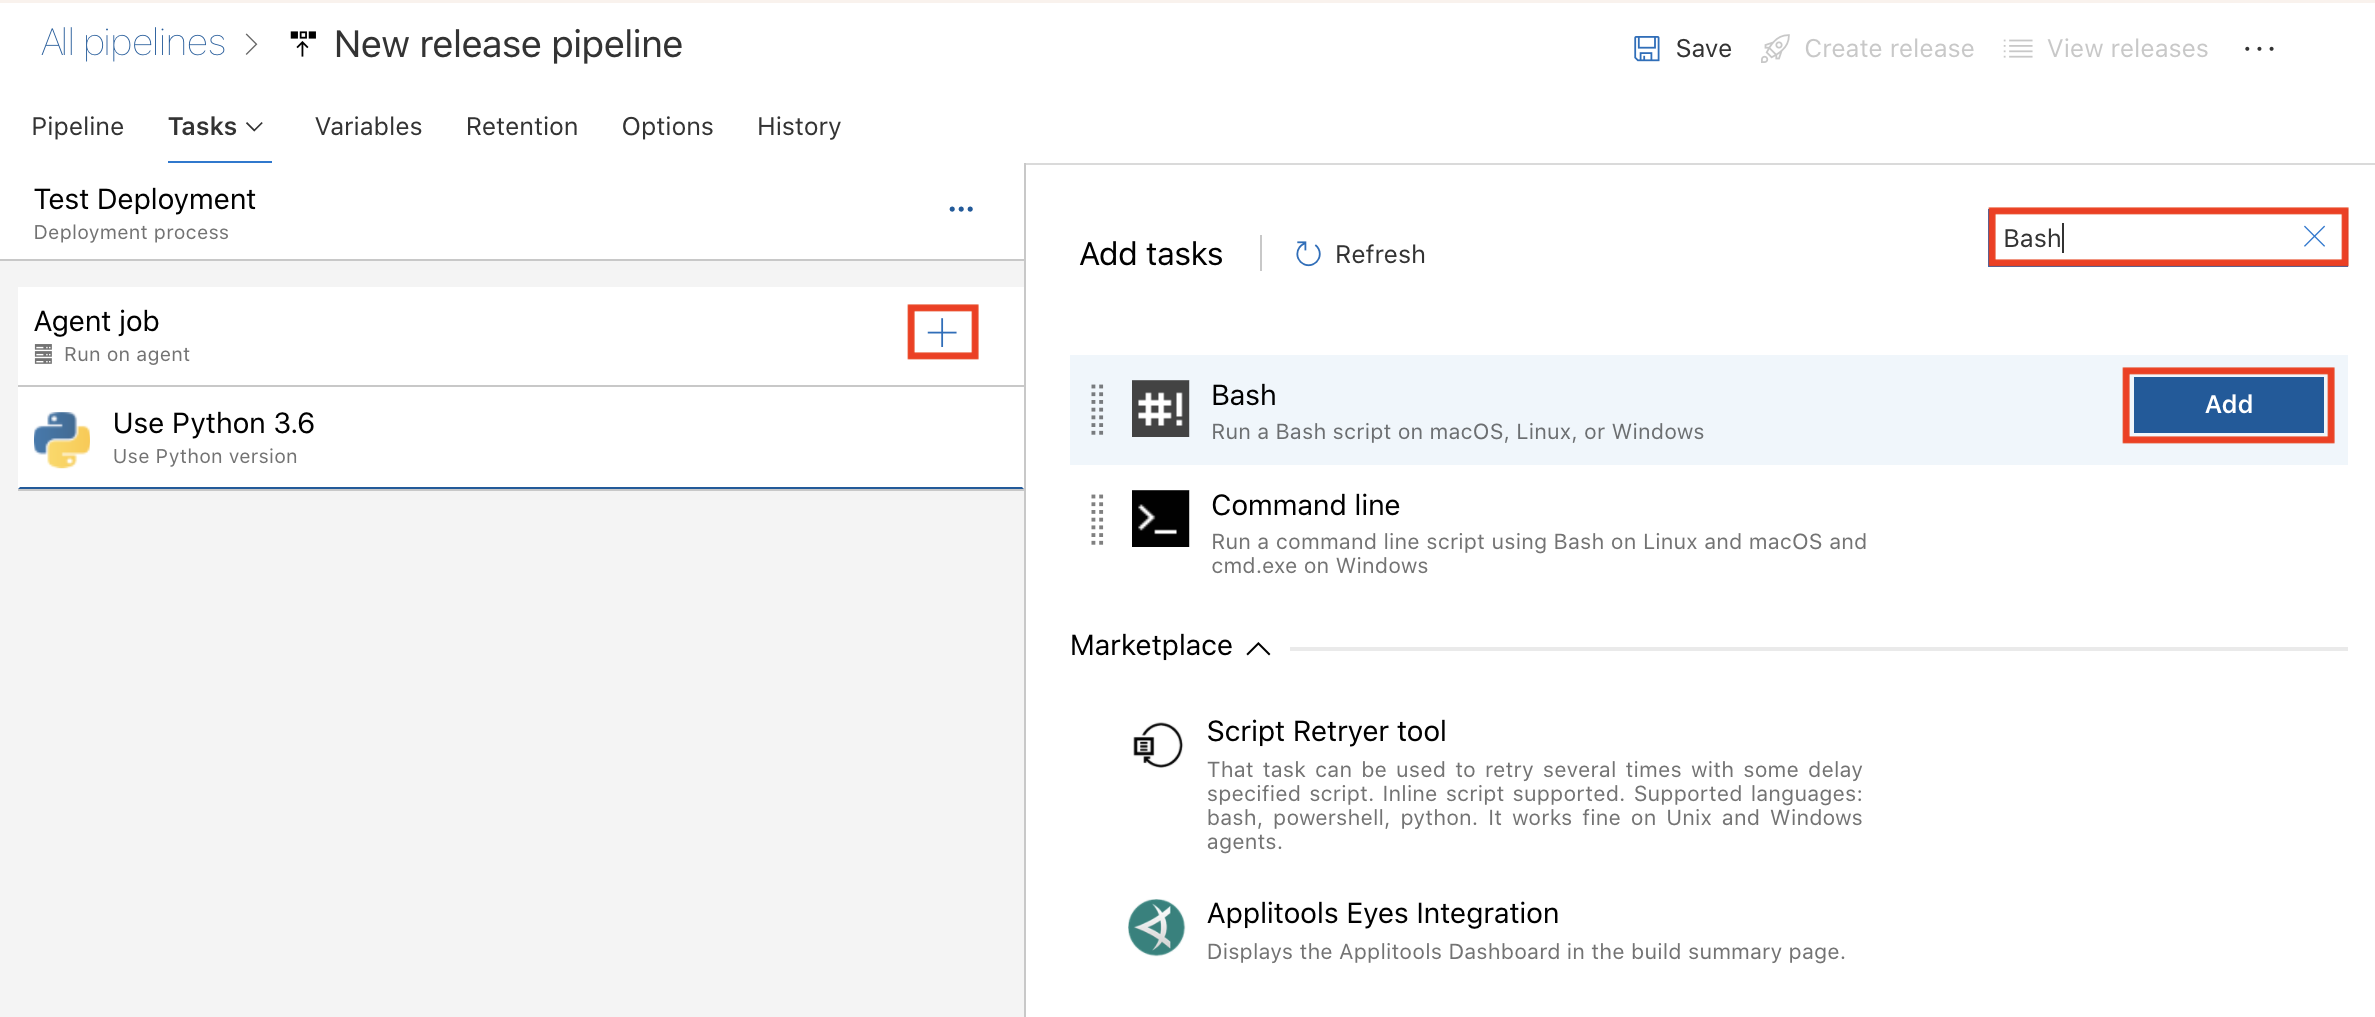 All pipelines > New release pipeline
Save
Create release
View releases
...
Pipeline
Tasks
Variables
Retention
Options
History
Test Deployment
Deployment process
...
Agent job
Run on agent
Use Python 3.6
Use Python version
Add tasks
Refresh
Bash
#!
Bash
Run a Bash script on macOS, Linux, or Windows
Add
>_
Command line
Run a command line script using Bash on Linux and macOS and
cmd.exe on Windows
Marketplace
Script Retryer tool
That task can be used to retry several times with some delay
specified script. Inline script supported. Supported languages:
bash, powershell, python. It works fine on Unix and Windows
agents.
Applitools Eyes Integration
Displays the Applitools Dashboard in the build summary page.